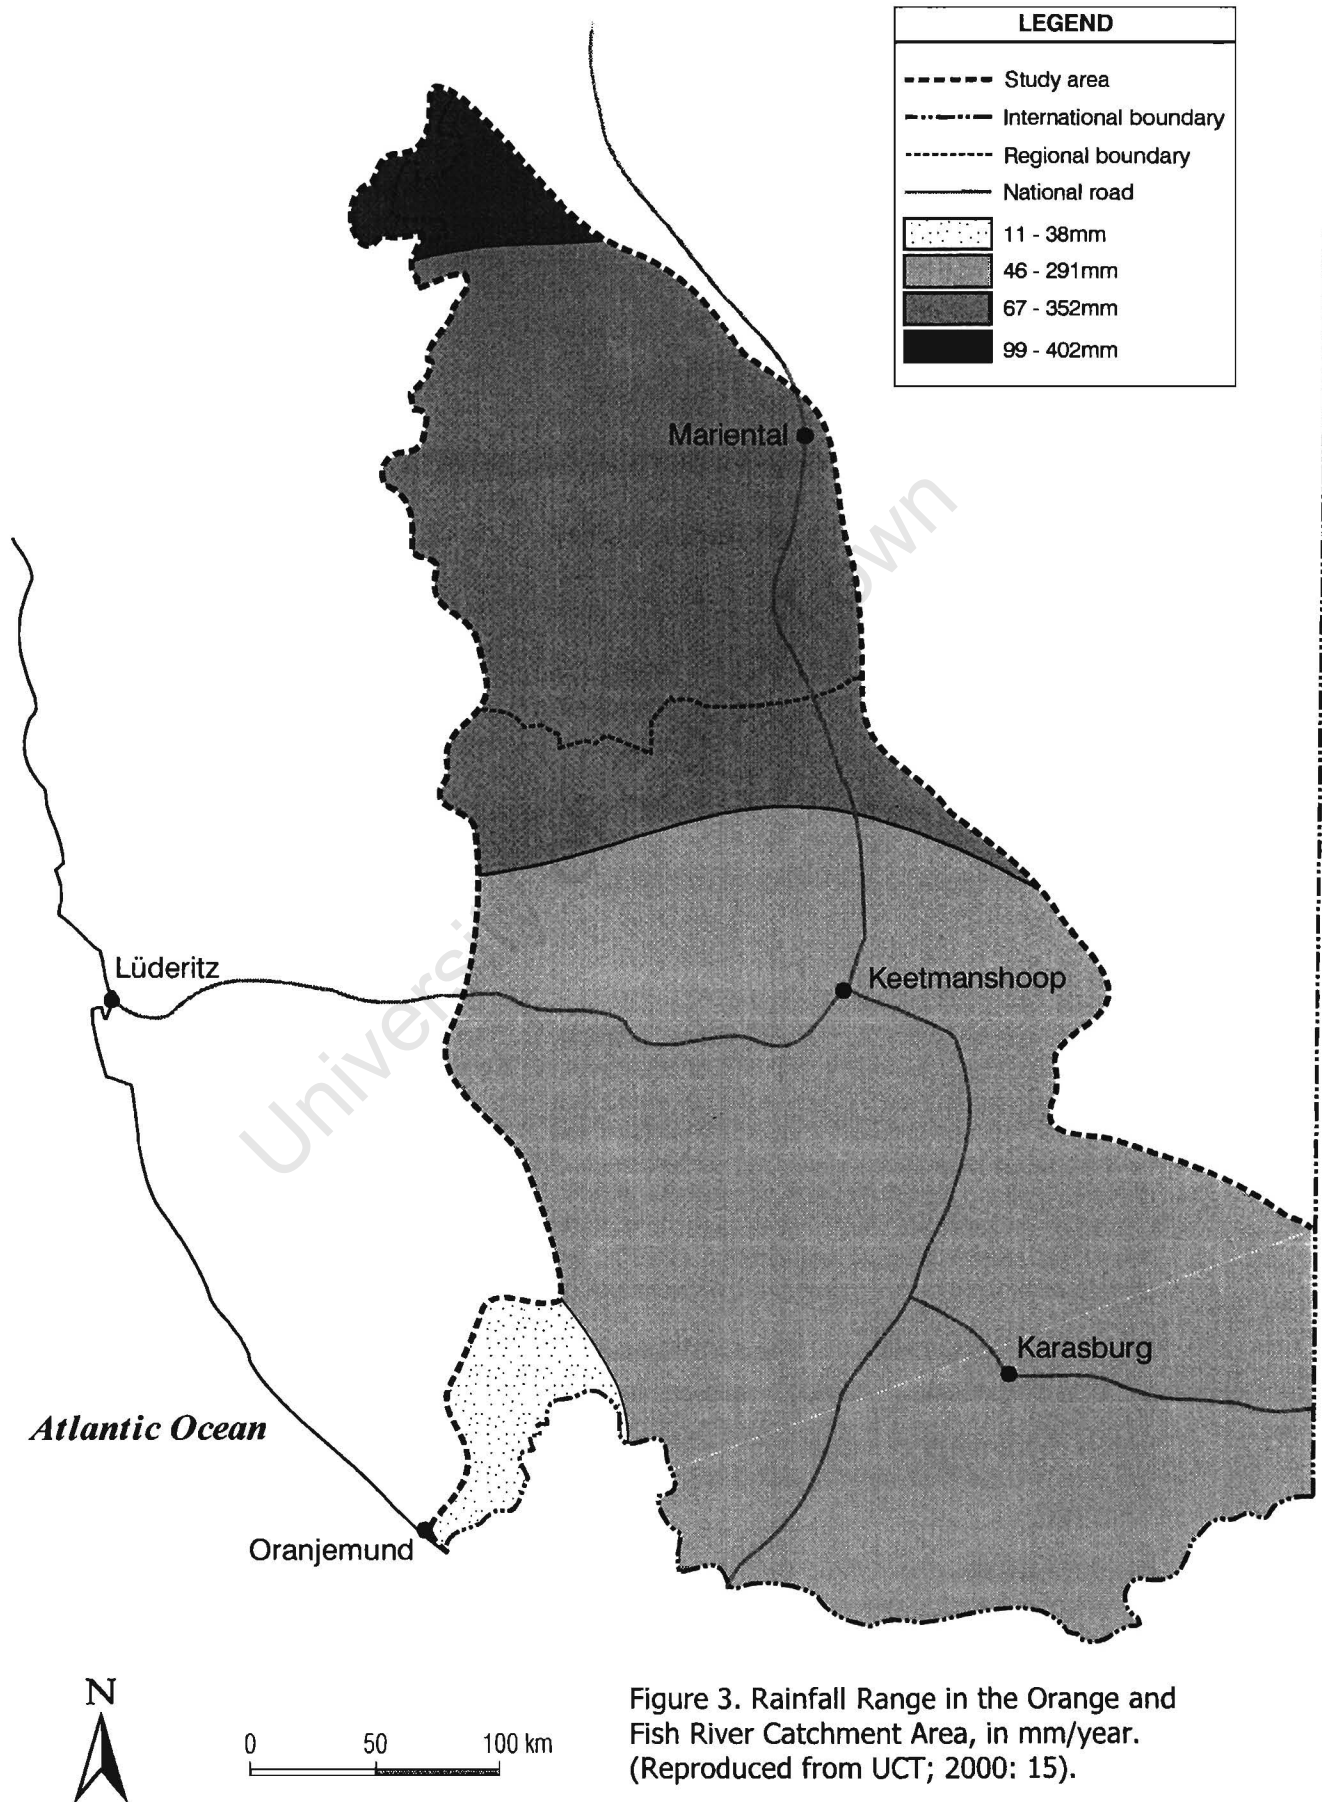 LEGEND
Study area
International boundary
Regional boundary
National road
11 - 38mm
46 - 291mm
67 - 352mm
99 - 402mm
Mariental
Lüderitz
Keetmanshoop
Karasburg
Atlantic Ocean
Oranjemund
N
0 50 100 km
Figure 3. Rainfall Range in the Orange and
Fish River Catchment Area, in mm/year.
(Reproduced from UCT; 2000: 15).